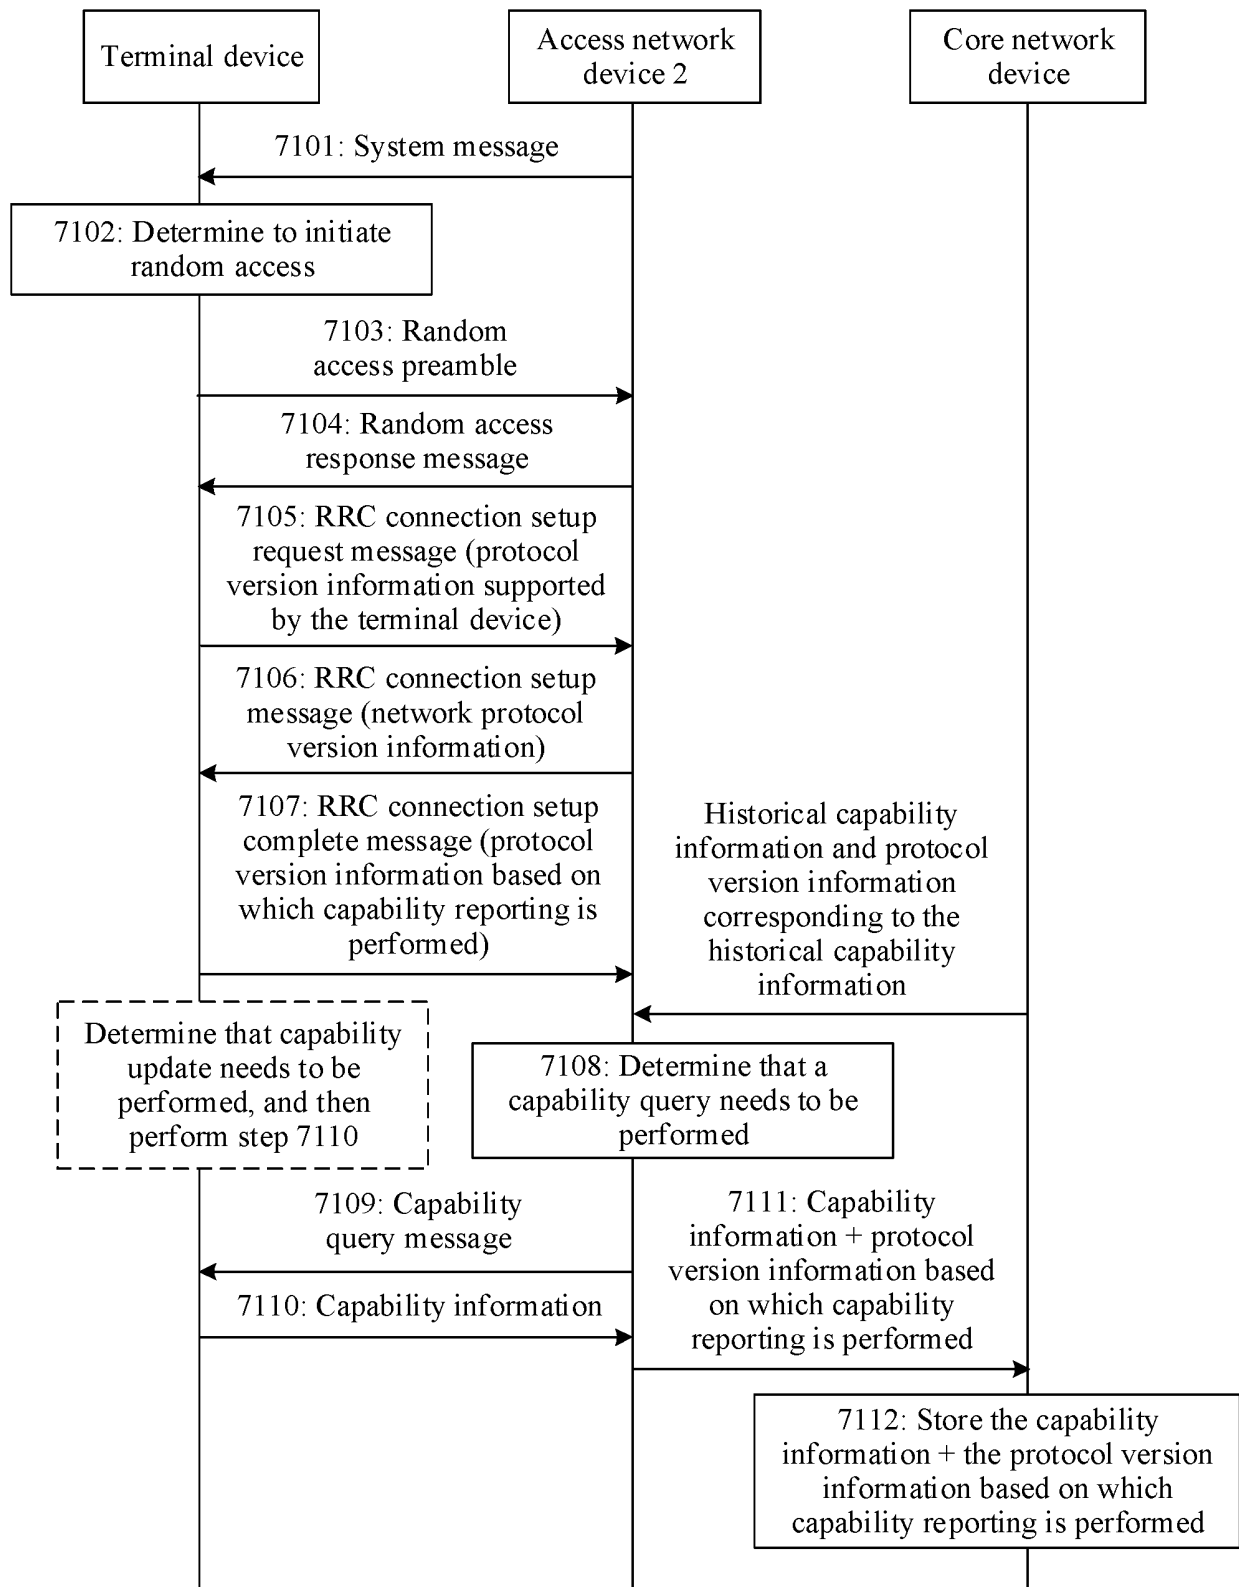 Terminal device
Access network
device 2
Core network
device
7101: System message
7102: Determine to initiate
random access
7103: Random
access preamble
7104: Random access
response message
7105: RRC connection setup
request message (protocol
version information supported
by the terminal device)
7106: RRC connection setup
message (network protocol
version information)
7107: RRC connection setup
complete message (protocol
version information based on
which capability reporting is
performed)
Historical capability
information and protocol
version information
corresponding to the
historical capability
information
Determine that capability
update needs to be
performed, and then
perform step 7110
7108: Determine that a
capability query needs to be
performed
7109: Capability
query message
7110: Capability information
7111: Capability
information + protocol
version information based
on which capability
reporting is performed
7112: Store the capability
information + the protocol version
information based on which
capability reporting is performed